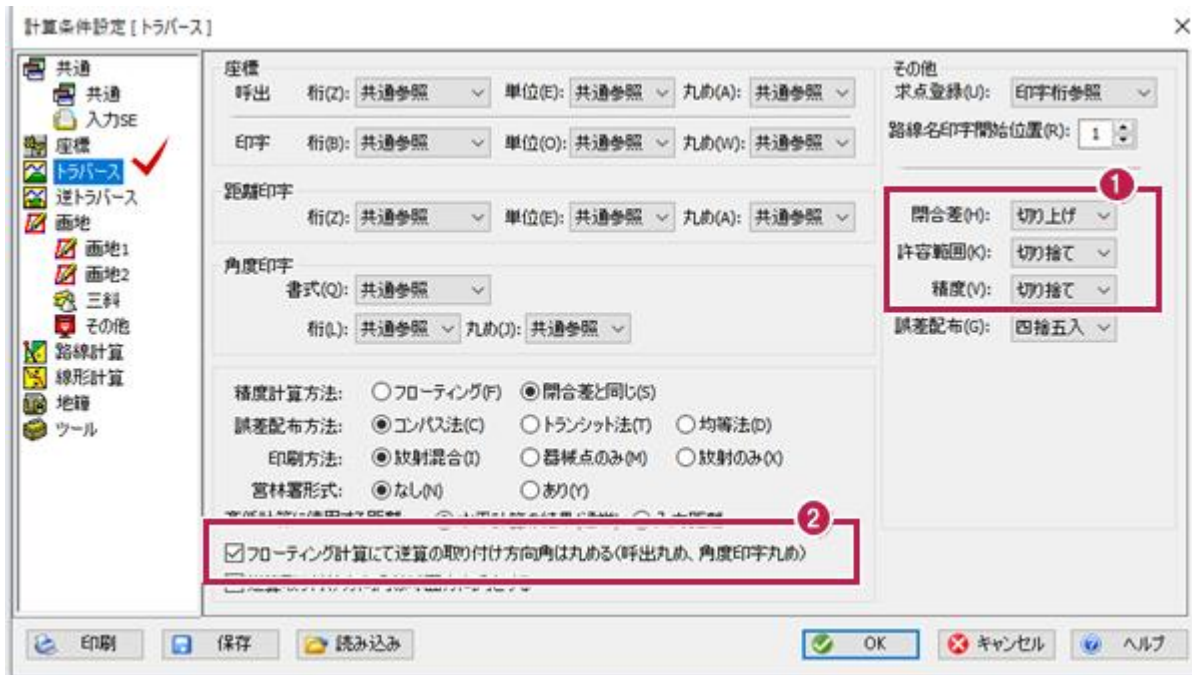 計算条件設定 [トラバース]
共通
共通
入力SE
座標
トラバース
逆トラバース
画地
画地1
画地2
三斜
その他
路線計算
線形計算
地籍
ツール
座標
呼出 桁(Z): 共通参照 単位(E): 共通参照 丸め(A): 共通参照
印字 桁(B): 共通参照 単位(O): 共通参照 丸め(W): 共通参照
距離印字
桁(Z): 共通参照 単位(E): 共通参照 丸め(A): 共通参照
角度印字
書式(Q): 共通参照
桁(L): 共通参照 丸め(J): 共通参照
精度計算方法: フローティング(F) 閉合差と同じ(S)
誤差配布方法: コンパス法(C) トランシット法(T) 均等法(D)
印刷方法: 放射混合(I) 器械点のみ(M) 放射のみ(X)
営林署形式: なし(N) あり(Y)
2
フローティング計算にて逆算の取り付け方向角は丸める(呼出丸め、角度印字丸め)
その他
求点登録(U): 印字桁参照
路線名印字開始位置(R): 1
1
閉合差(H): 切り上げ
許容範囲(K): 切り捨て
精度(V): 切り捨て
誤差配布(G): 四捨五入
印刷 保存 読み込み OK キャンセル ヘルプ